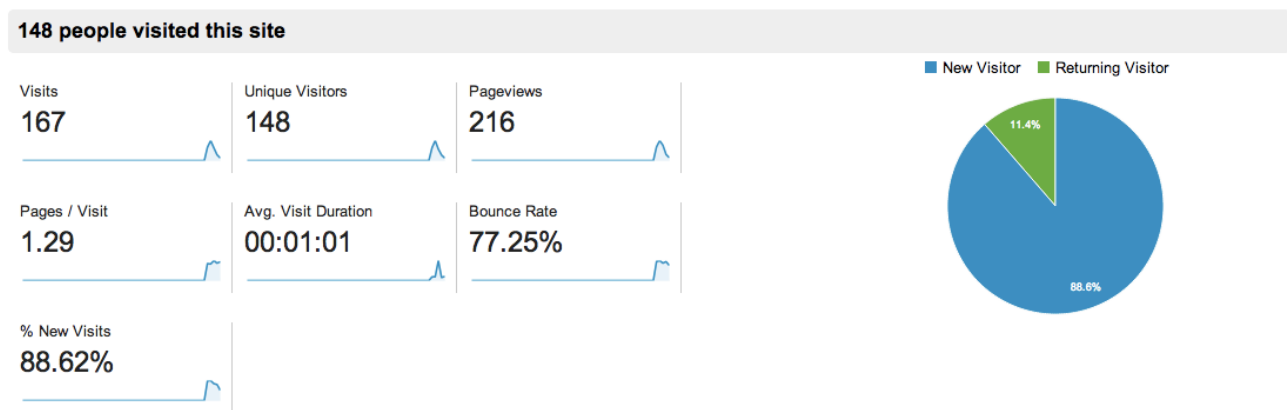 148 people visited this site
New Visitor Returning Visitor
Visits Unique Visitors Pageviews
167 148 216
Pages / Visit Avg. Visit Duration Bounce Rate
1.29 00:01:01 77.25%
% New Visits
88.62%
11.4%
88.6%